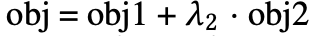 obj = obj1 + λ₂ · obj2